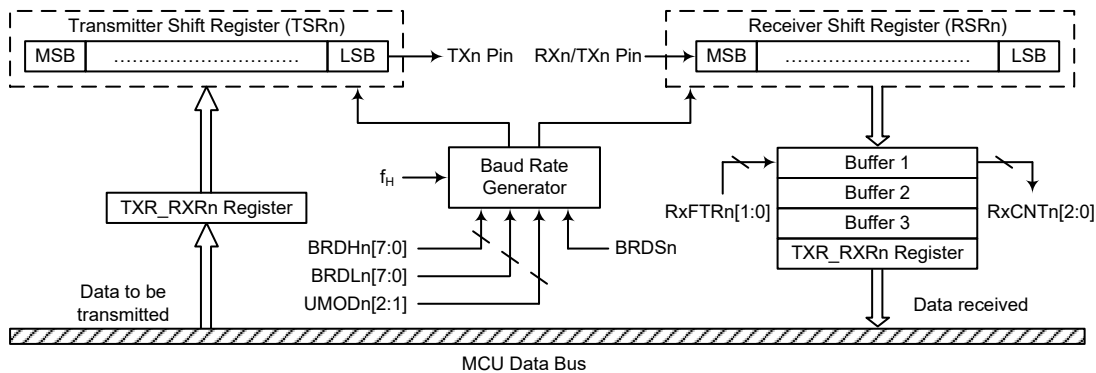 Transmitter Shift Register (TSRn)
MSB ………………………… LSB
TXn Pin
RXn/TXn Pin
Receiver Shift Register (RSRn)
MSB ………………………… LSB
Baud Rate
Generator
fH
BRDHn[7:0]
BRDLn[7:0]
UMODn[2:1]
BRDSn
TXR_RXRn Register
Data to be
transmitted
Buffer 1
Buffer 2
Buffer 3
TXR_RXRn Register
RxFTRn[1:0]
RxCNTn[2:0]
Data received
MCU Data Bus